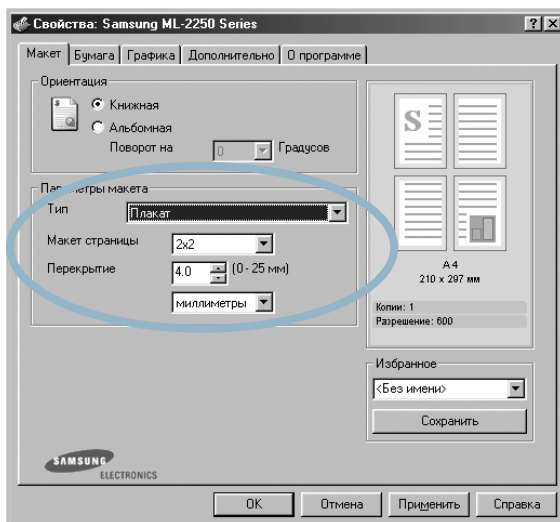 Свойства: Samsung ML-2250 Series
Макет Бумага Графика Дополнительно О программе
Ориентация
Книжная
Альбомная
Поворот на 0 Градусов
Параметры макета
Тип Плакат
Макет страницы 2x2
Перекрытие 4.0 (0 - 25 мм)
миллиметры
S
A4
210 x 297 мм
Копии: 1
Разрешение: 600
Избранное
<Без имени>
Сохранить
SAMSUNG
ELECTRONICS
OK Отмена Применить Справка